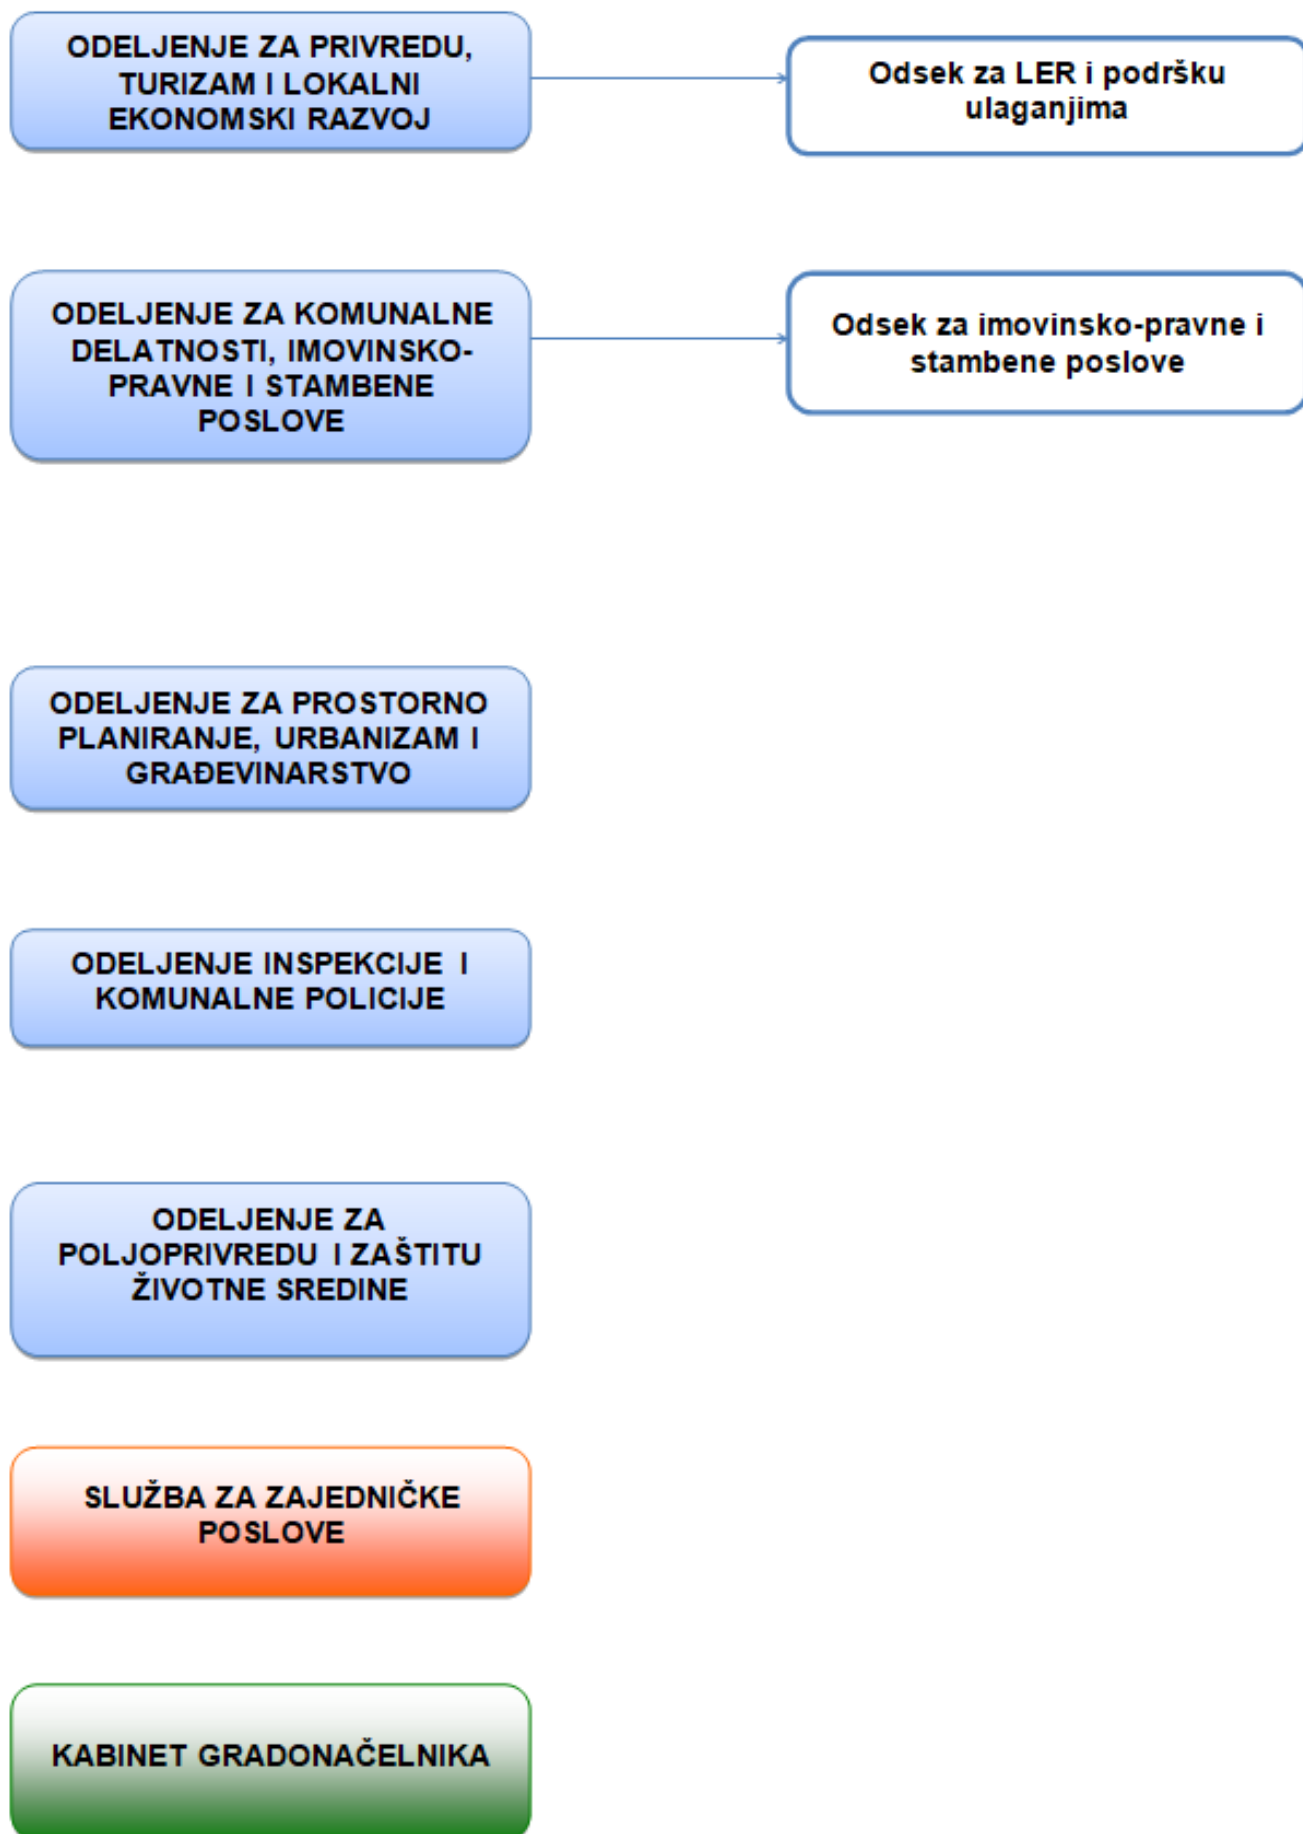 ODELJENJE ZA PRIVREDU,
TURIZAM I LOKALNI
EKONOMSKI RAZVOJ
Odsek za LER i podršku
ulaganjima
ODELJENJE ZA KOMUNALNE
DELATNOSTI, IMOVINSKO-
PRAVNE I STAMBENE
POSLOVE
Odsek za imovinsko-pravne i
stambene poslove
ODELJENJE ZA PROSTORNO
PLANIRANJE, URBANIZAM I
GRAĐEVINARSTVO
ODELJENJE INSPEKCIJE I
KOMUNALNE POLICIJE
ODELJENJE ZA
POLJOPRIVREDU I ZAŠTITU
ŽIVOTNE SREDINE
SLUŽBA ZA ZAJEDNIČKE
POSLOVE
KABINET GRADONAČELNIKA